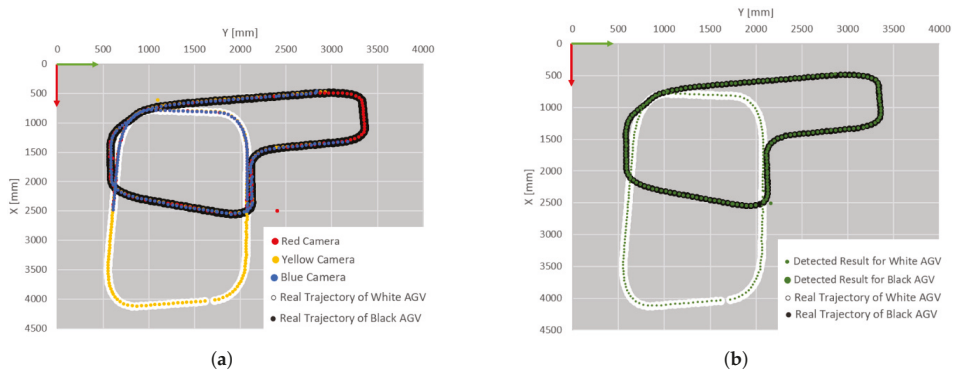 Y [mm]
0 500 1000 1500 2000 2500 3000 3500 4000
0
500
1000
1500
2000
2500
3000
3500
4000
4500
X [mm]
Red Camera
Yellow Camera
Blue Camera
Real Trajectory of White AGV
Real Trajectory of Black AGV
(a)
Y [mm]
0 500 1000 1500 2000 2500 3000 3500 4000
0
500
1000
1500
2000
2500
3000
3500
4000
4500
X [mm]
Detected Result for White AGV
Detected Result for Black AGV
Real Trajectory of White AGV
Real Trajectory of Black AGV
(b)